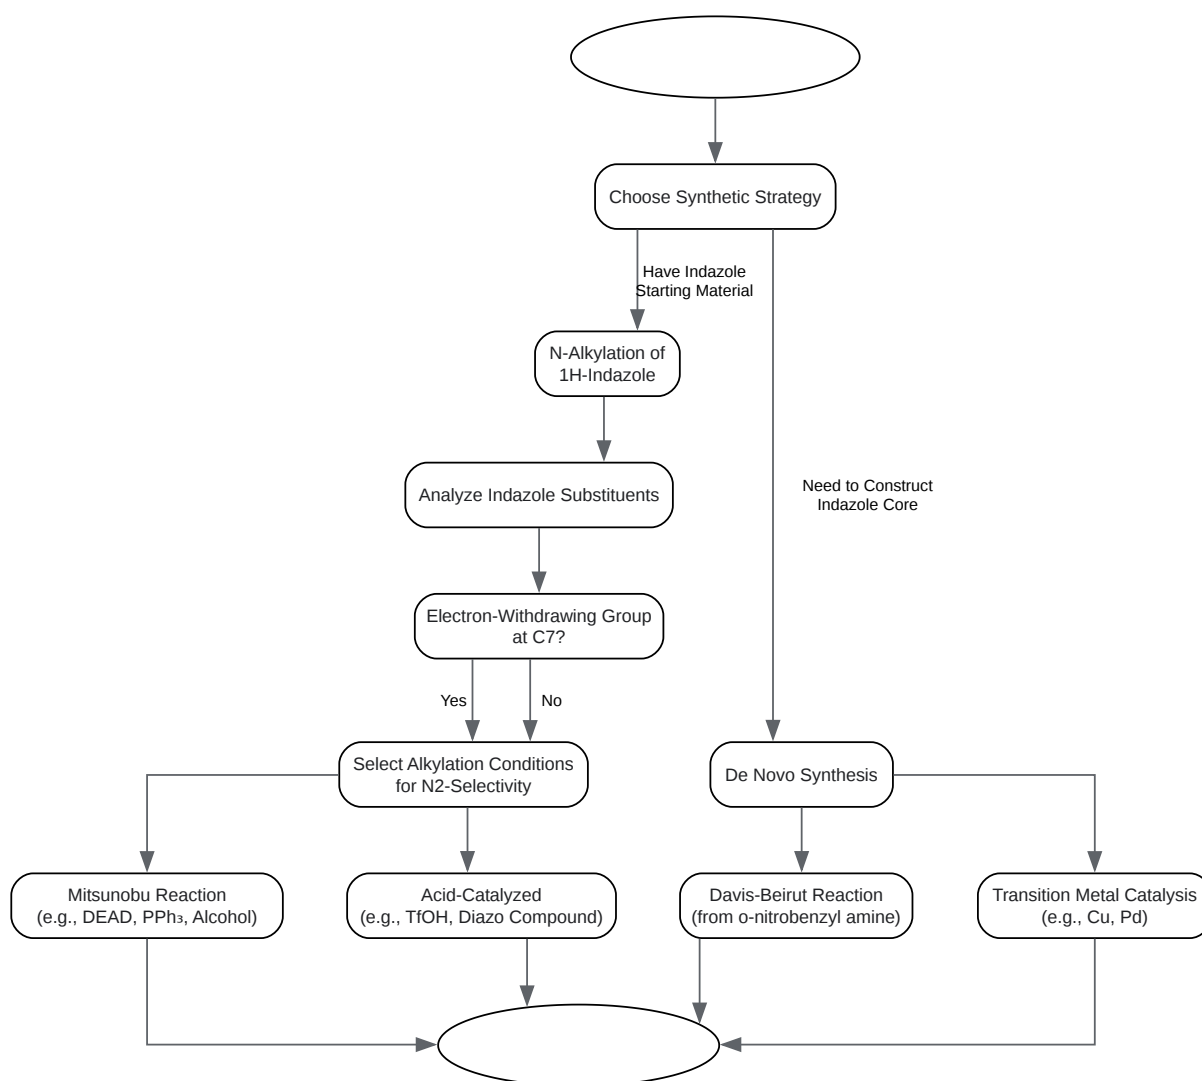 Choose Synthetic Strategy
Have Indazole
Starting Material
N-Alkylation of
1H-Indazole
Analyze Indazole Substituents
Need to Construct
Indazole Core
Electron-Withdrawing Group
at C7?
Yes
No
Select Alkylation Conditions
for N2-Selectivity
De Novo Synthesis
Mitsunobu Reaction
(e.g., DEAD, PPh₃, Alcohol)
Acid-Catalyzed
(e.g., TfOH, Diazo Compound)
Davis-Beirut Reaction
(from o-nitrobenzyl amine)
Transition Metal Catalysis
(e.g., Cu, Pd)